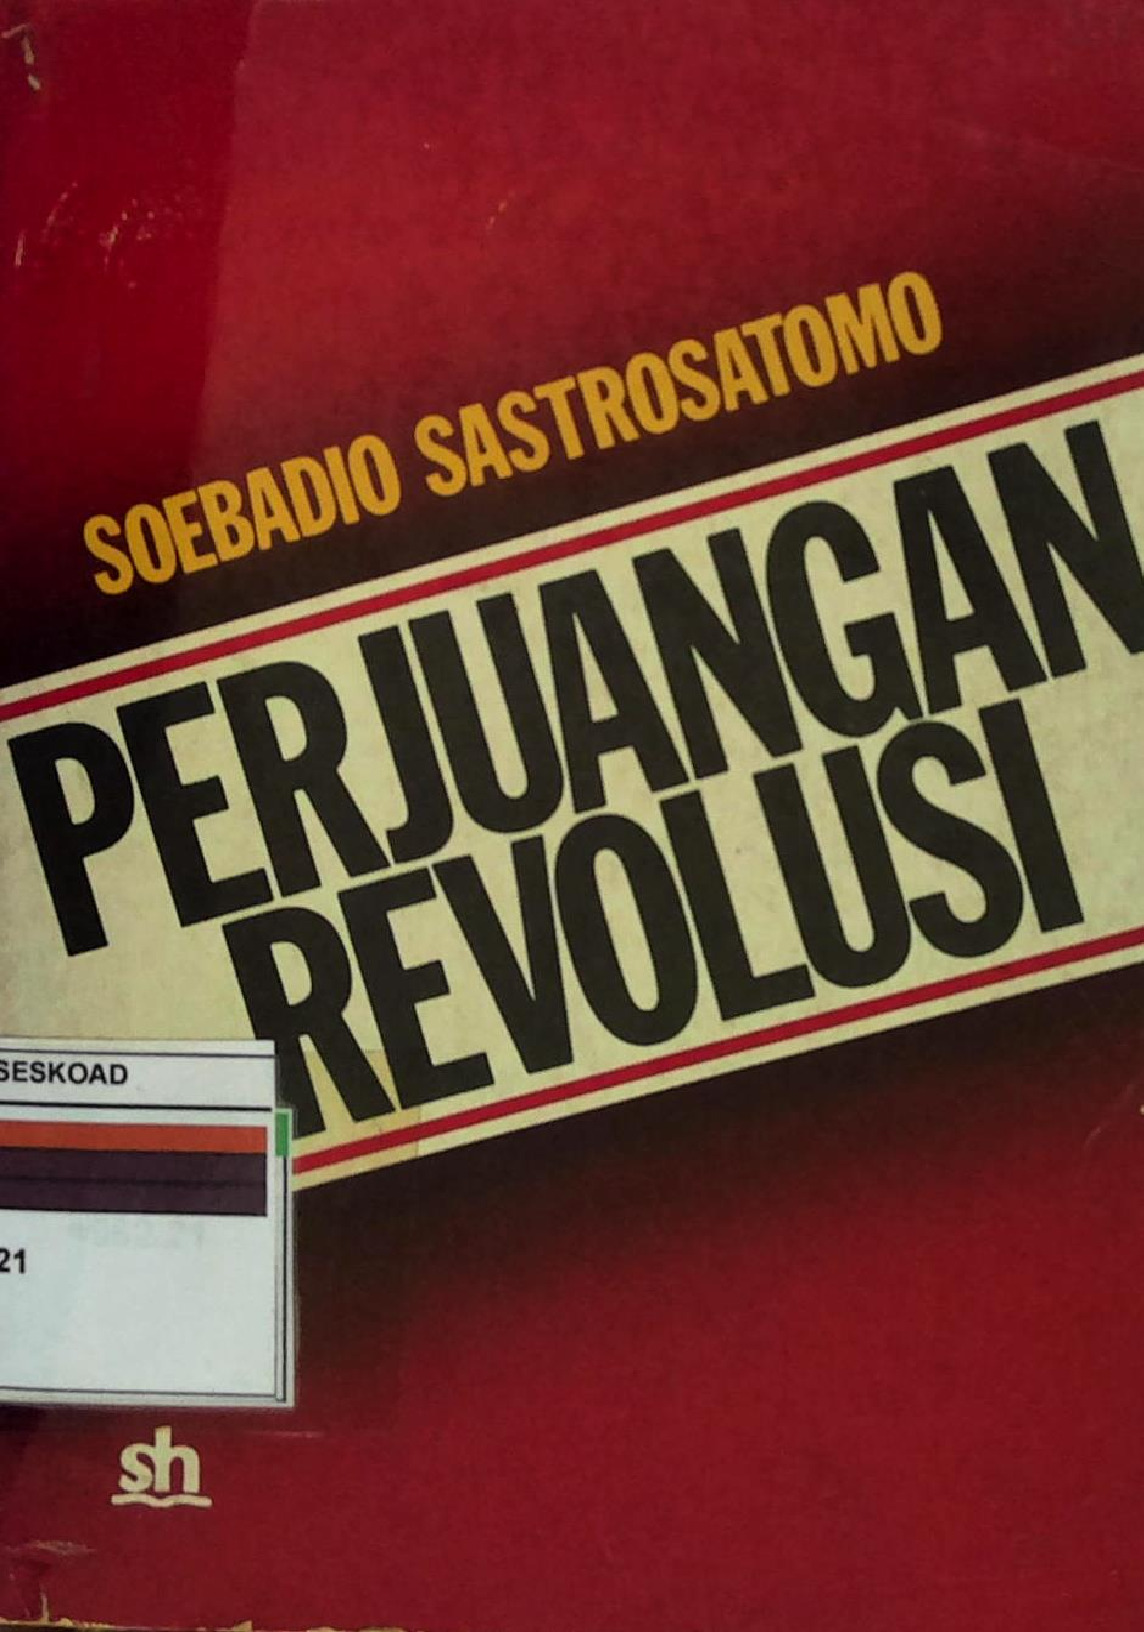 SOEBADIO SASTROSATOMO
PERJUANGAN
REVOLUSI
SESKOAD
21
sh